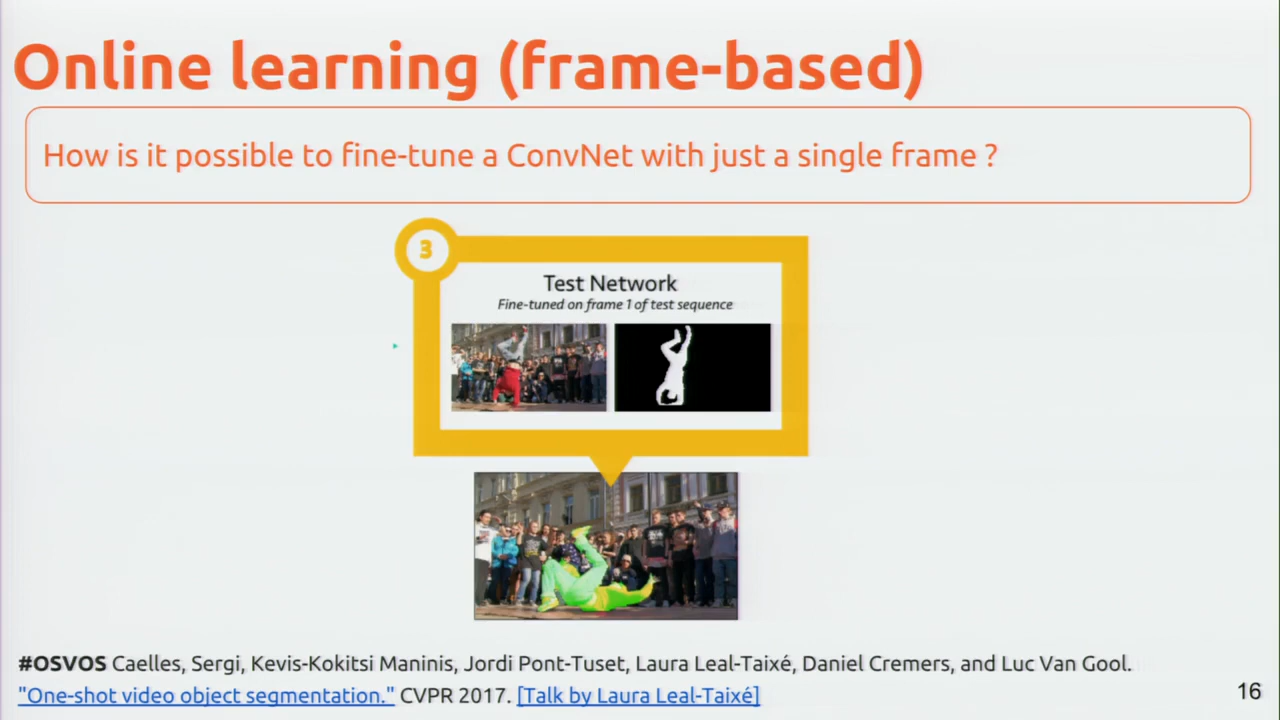 Online learning (frame-based)
How is it possible to fine-tune a ConvNet with just a single frame ?
3
Test Network
Fine-tuned on frame 1 of test sequence
#OSVOS Caelles, Sergi, Kevis-Kokitsi Maninis, Jordi Pont-Tuset, Laura Leal-Taixé, Daniel Cremers, and Luc Van Gool.
"One-shot video object segmentation." CVPR 2017. [Talk by Laura Leal-Taixé]
16